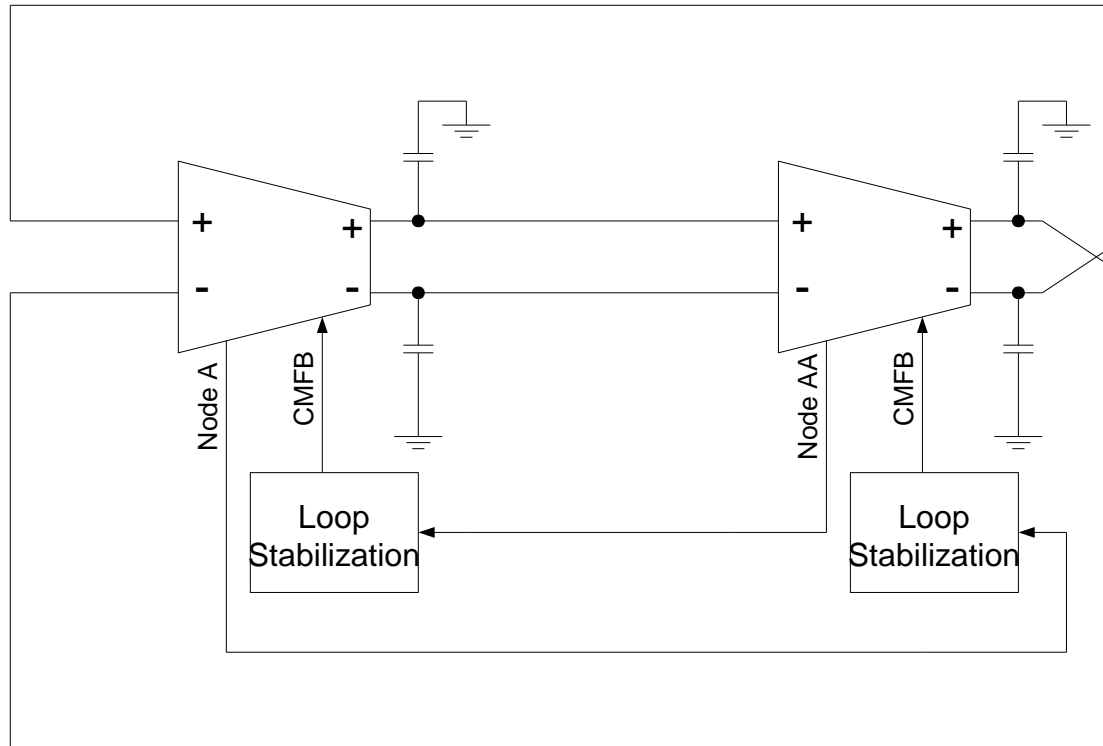 +
+
-
-
+
+
-
-
Node A
CMFB
Node AA
CMFB
Loop
Stabilization
Loop
Stabilization